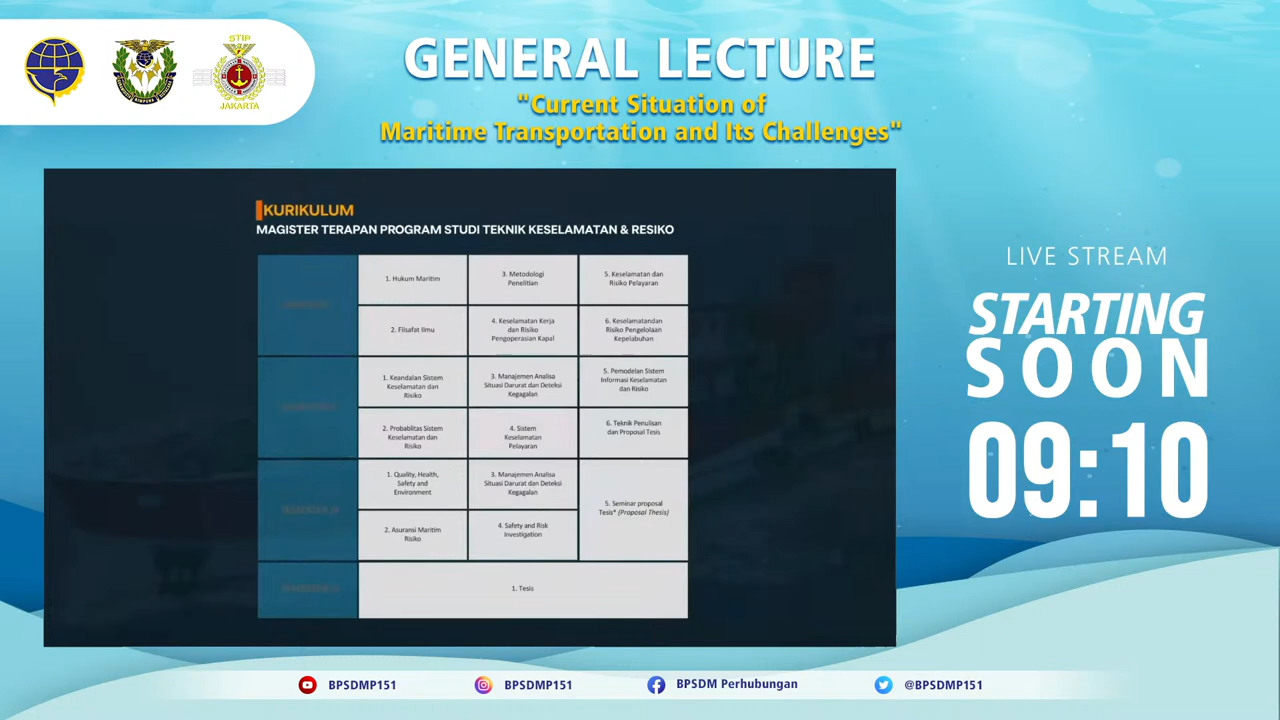 STIP
JAKARTA
GENERAL LECTURE
"Current Situation of
Maritime Transportation and Its Challenges"
KURIKULUM
MAGISTER TERAPAN PROGRAM STUDI TEKNIK KESELAMATAN & RESIKO
1. Hukum Maritim
3. Metodologi
Penelitian
5. Keselamatan dan
Risiko Pelayaran
2. Filsafat Ilmu
4. Keselamatan Kerja
dan Risiko
Pengoperasian Kapal
6. Keselamatandan
Risiko Pengelolaan
Kepelabuhan
1. Keandalan Sistem
Keselamatan dan
Risiko
3. Manajemen Analisa
Situasi Darurat dan Deteksi
Kegagalan
5. Pemodelan Sistem
Informasi Keselamatan
dan Risiko
2. Probablitas Sistem
Keselamatan dan
Risiko
4. Sistem
Keselamatan
Pelayaran
6. Teknik Penulisan
dan Proposal Tesis
1. Quality, Health,
Safety and
Environment
3. Manajemen Analisa
Situasi Darurat dan Deteksi
Kegagalan
5. Seminar proposal
Tesis* (Proposal Thesis)
2. Asuransi Maritim
Risiko
4. Safety and Risk
Investigation
1. Tesis
LIVE STREAM
STARTING
SOON
09:10
BPSDMP151
BPSDMP151
BPSDM Perhubungan
@BPSDMP151